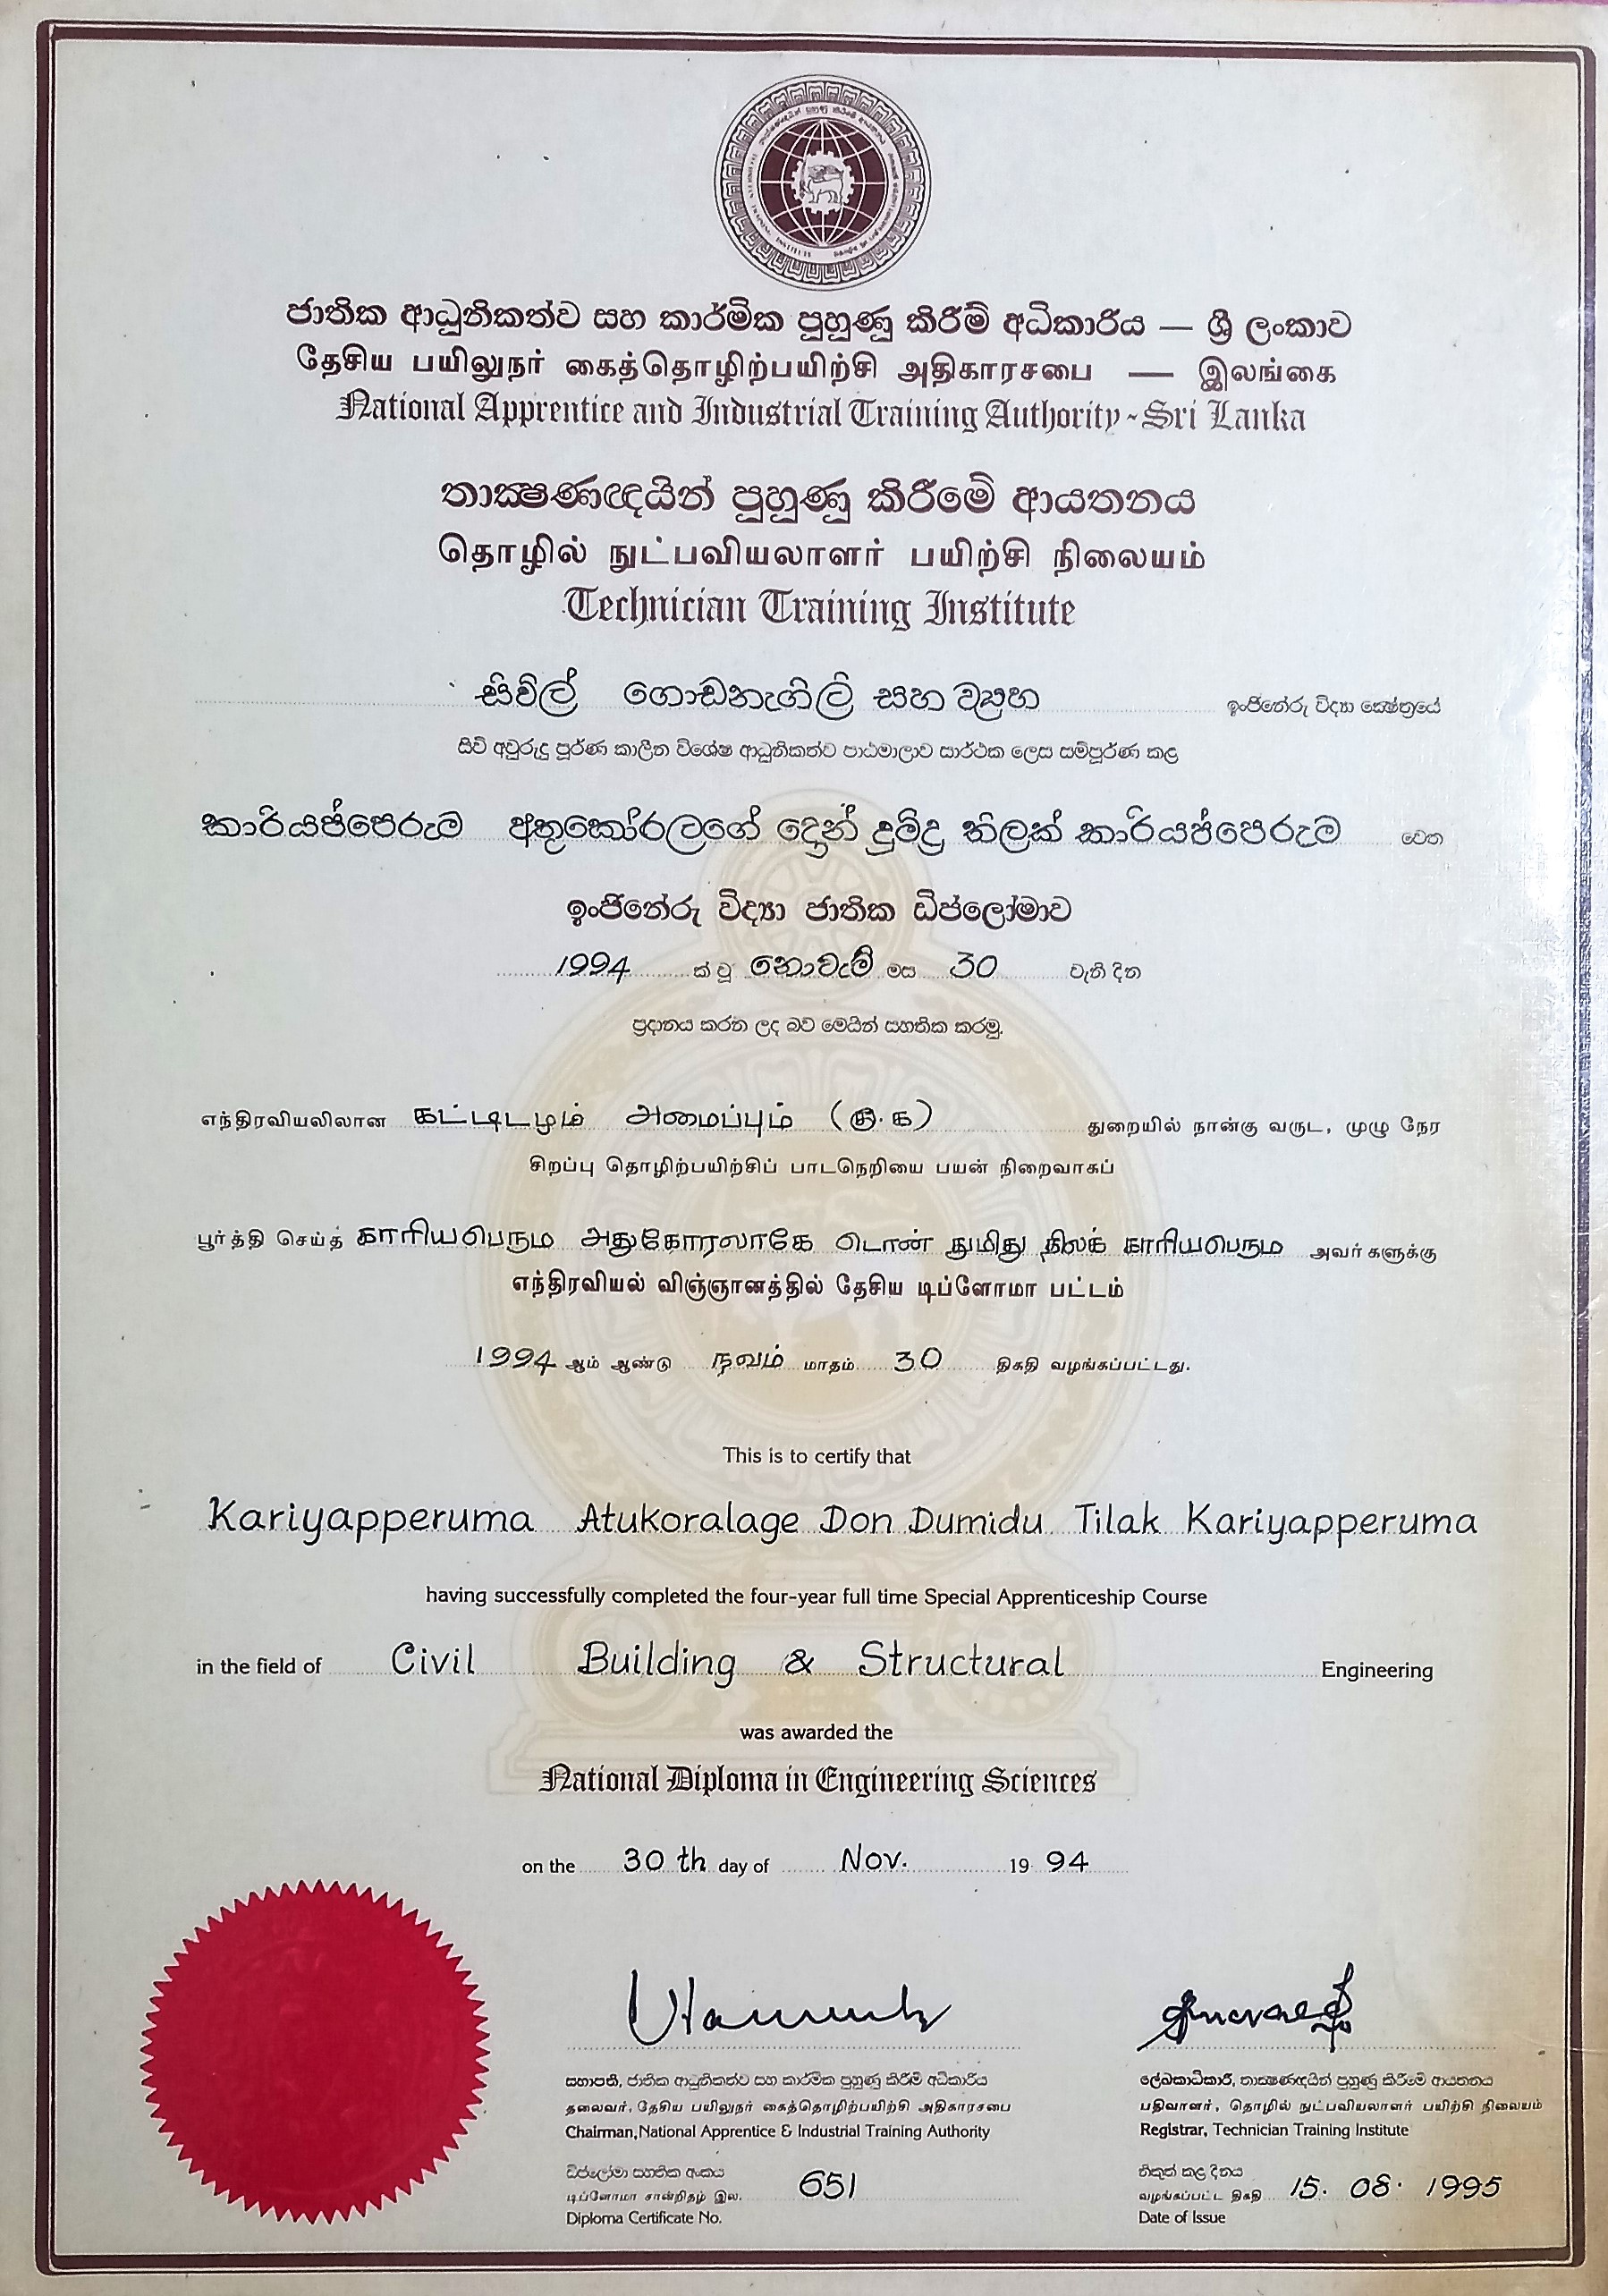 ජාතික ආධුනිකත්ව සහ කාර්මික පුහුණු කිරීම් අධිකාරිය — ශ්‍රී ලංකාව
தேசிய பயிலுநர் கைத்தொழிற்பயிற்சி அதிகாரசபை — இலங்கை
National Apprentice and Industrial Training Authority - Sri Lanka
තාක්ෂණඥයින් පුහුණු කිරීමේ ආයතනය
தொழில் நுட்பவியலாளர் பயிற்சி நிலையம்
Technician Training Institute
සිවිල් ගොඩනැගිලි සහ ව්‍යුහ ඉංජිනේරු විද්‍යා ක්ෂේත්‍රයේ
සිව් අවුරුදු පූර්ණ කාලීන විශේෂ ආධුනිකත්ව පාඨමාලාව සාර්ථක ලෙස සම්පූර්ණ කළ
කාරියප්පෙරුම අතුකෝරලගේ දොන් දුමිදු තිලක් කාරියප්පෙරුම වෙත
ඉංජිනේරු විද්‍යා ජාතික ඩිප්ලෝමාව
1994 ක් වූ නොවැම් මස 30 වැනි දින
ප්‍රදානය කරන ලද බව මෙයින් සහතික කරමු.
எந்திரவியலிலான கட்டிடமும் அமைப்பும் துறையில் நான்கு வருட, முழு நேர
சிறப்பு தொழிற்பயிற்சிப் பாடநெறியை பயன் நிறைவாகப்
பூர்த்தி செய்த காரியபெரும அதுகோரலாகே டொன் துமிது திலக் காரியபெரும அவர்களுக்கு
எந்திரவியல் விஞ்ஞானத்தில் தேசிய டிப்ளோமா பட்டம்
1994 ஆம் ஆண்டு நவம் மாதம் 30 திகதி வழங்கப்பட்டது.
This is to certify that
Kariyapperuma Atukoralage Don Dumidu Tilak Kariyapperuma
having successfully completed the four-year full time Special Apprenticeship Course
in the field of Civil Building & Structural Engineering
was awarded the
National Diploma in Engineering Sciences
on the 30 th day of Nov. 19 94
සභාපති, ජාතික ආධුනිකත්ව සහ කාර්මික පුහුණු කිරීම් අධිකාරිය
தலைவர், தேசிய பயிலுநர் கைத்தொழிற்பயிற்சி அதிகாரசபை
Chairman, National Apprentice & Industrial Training Authority
ඩිප්ලෝමා සහතික අංකය
டிப்ளோமா சான்றிதழ் இல. 651
Diploma Certificate No.
ලේඛකාධිකාරී, තාක්ෂණඥයින් පුහුණු කිරීමේ ආයතනය
பதிவாளர், தொழில் நுட்பவியலாளர் பயிற்சி நிலையம்
Registrar, Technician Training Institute
නිකුත් කළ දිනය
வழங்கப்பட்ட திகதி 15. 08. 1995
Date of Issue